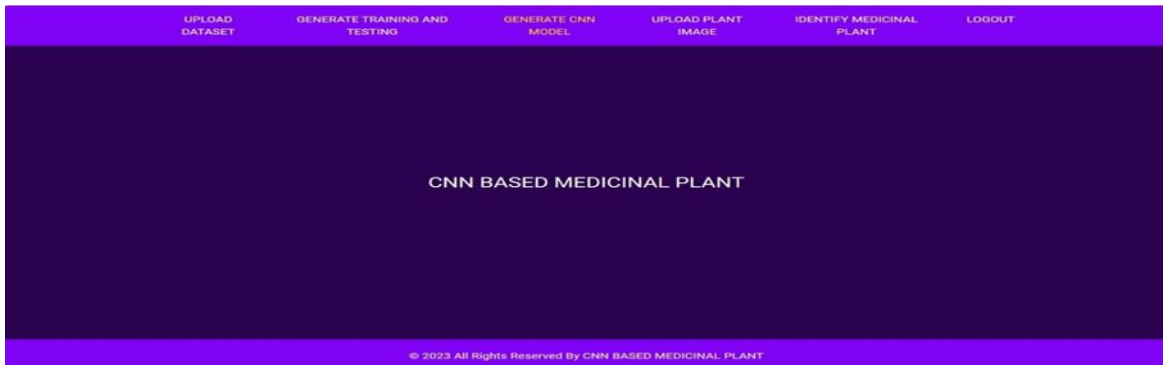 UPLOAD
DATASET
GENERATE TRAINING AND
TESTING
GENERATE CNN
MODEL
UPLOAD PLANT
IMAGE
IDENTIFY MEDICINAL
PLANT
LOGOUT
CNN BASED MEDICINAL PLANT
© 2023 All Rights Reserved By CNN BASED MEDICINAL PLANT